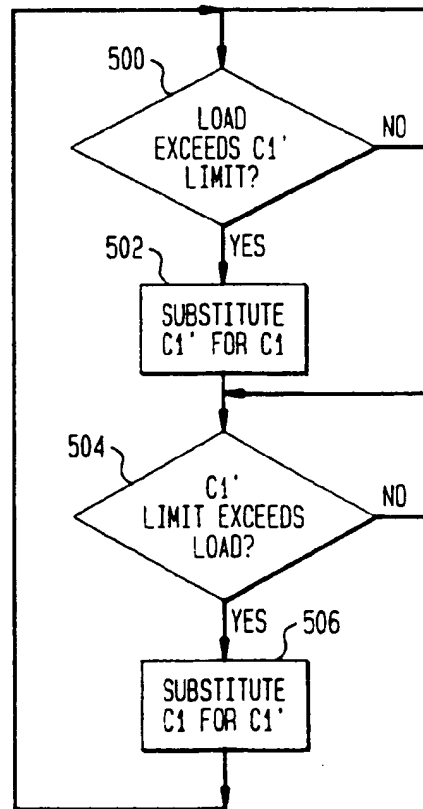 500
LOAD
EXCEEDS C1'
LIMIT?
NO
YES
502
SUBSTITUTE
C1' FOR C1
504
C1'
LIMIT EXCEEDS
LOAD?
NO
YES
506
SUBSTITUTE
C1 FOR C1'